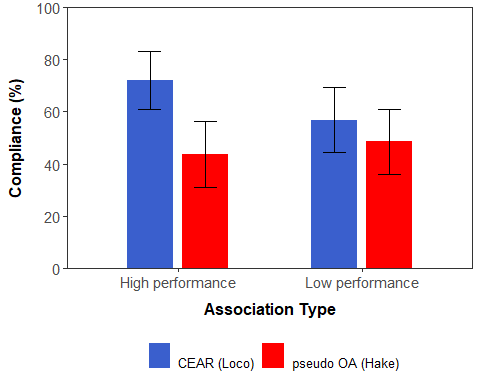 100
80
60
40
20
0
Compliance (%)
High performance Low performance
Association Type
CEAR (Loco) pseudo OA (Hake)